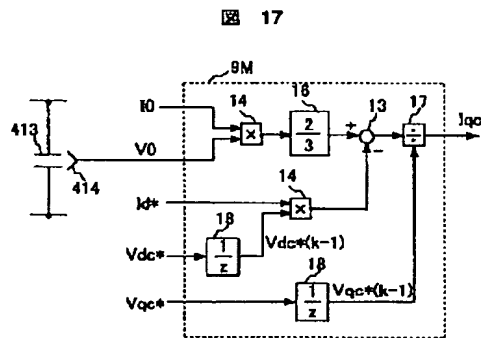 図 17
9M
I0
14
16
13
17
×
2
3
+
−
÷
Iqc
413
V0
414
14
Id*
×
18
Vdc*
1
z
Vdc*(k-1)
18
Vqc*
1
z
Vqc*(k-1)